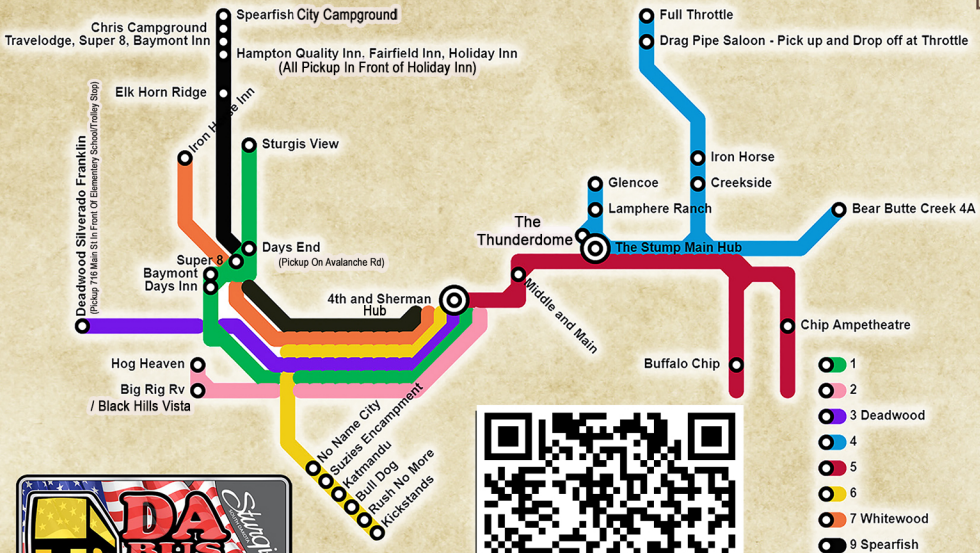 Spearfish City Campground
Chris Campground
Travelodge, Super 8, Baymont Inn
Hampton Quality Inn. Fairfield Inn, Holiday Inn
(All Pickup In Front of Holiday Inn)
Elk Horn Ridge
Iron Horse Inn
Sturgis View
Deadwood Silverado Franklin
(Pickup 716 Main St In Front Of Elementery School/Trolley Stop)
Days End
(Pickup On Avalanche Rd)
Super 8
Baymont
Days Inn
4th and Sherman
Hub
Hog Heaven
Big Rig Rv
/ Black Hills Vista
No Name City
Suzies Encampment
Katmandu
Bull Dog
Rush No More
Kickstands
Full Throttle
Drag Pipe Saloon - Pick up and Drop off at Throttle
Iron Horse
Creekside
Glencoe
Lamphere Ranch
Bear Butte Creek 4A
The
Thunderdome
The Stump Main Hub
Middle and Main
Chip Ampetheatre
Buffalo Chip
1
2
3 Deadwood
4
5
6
7 Whitewood
9 Spearfish
DA
BUS
Sturgis